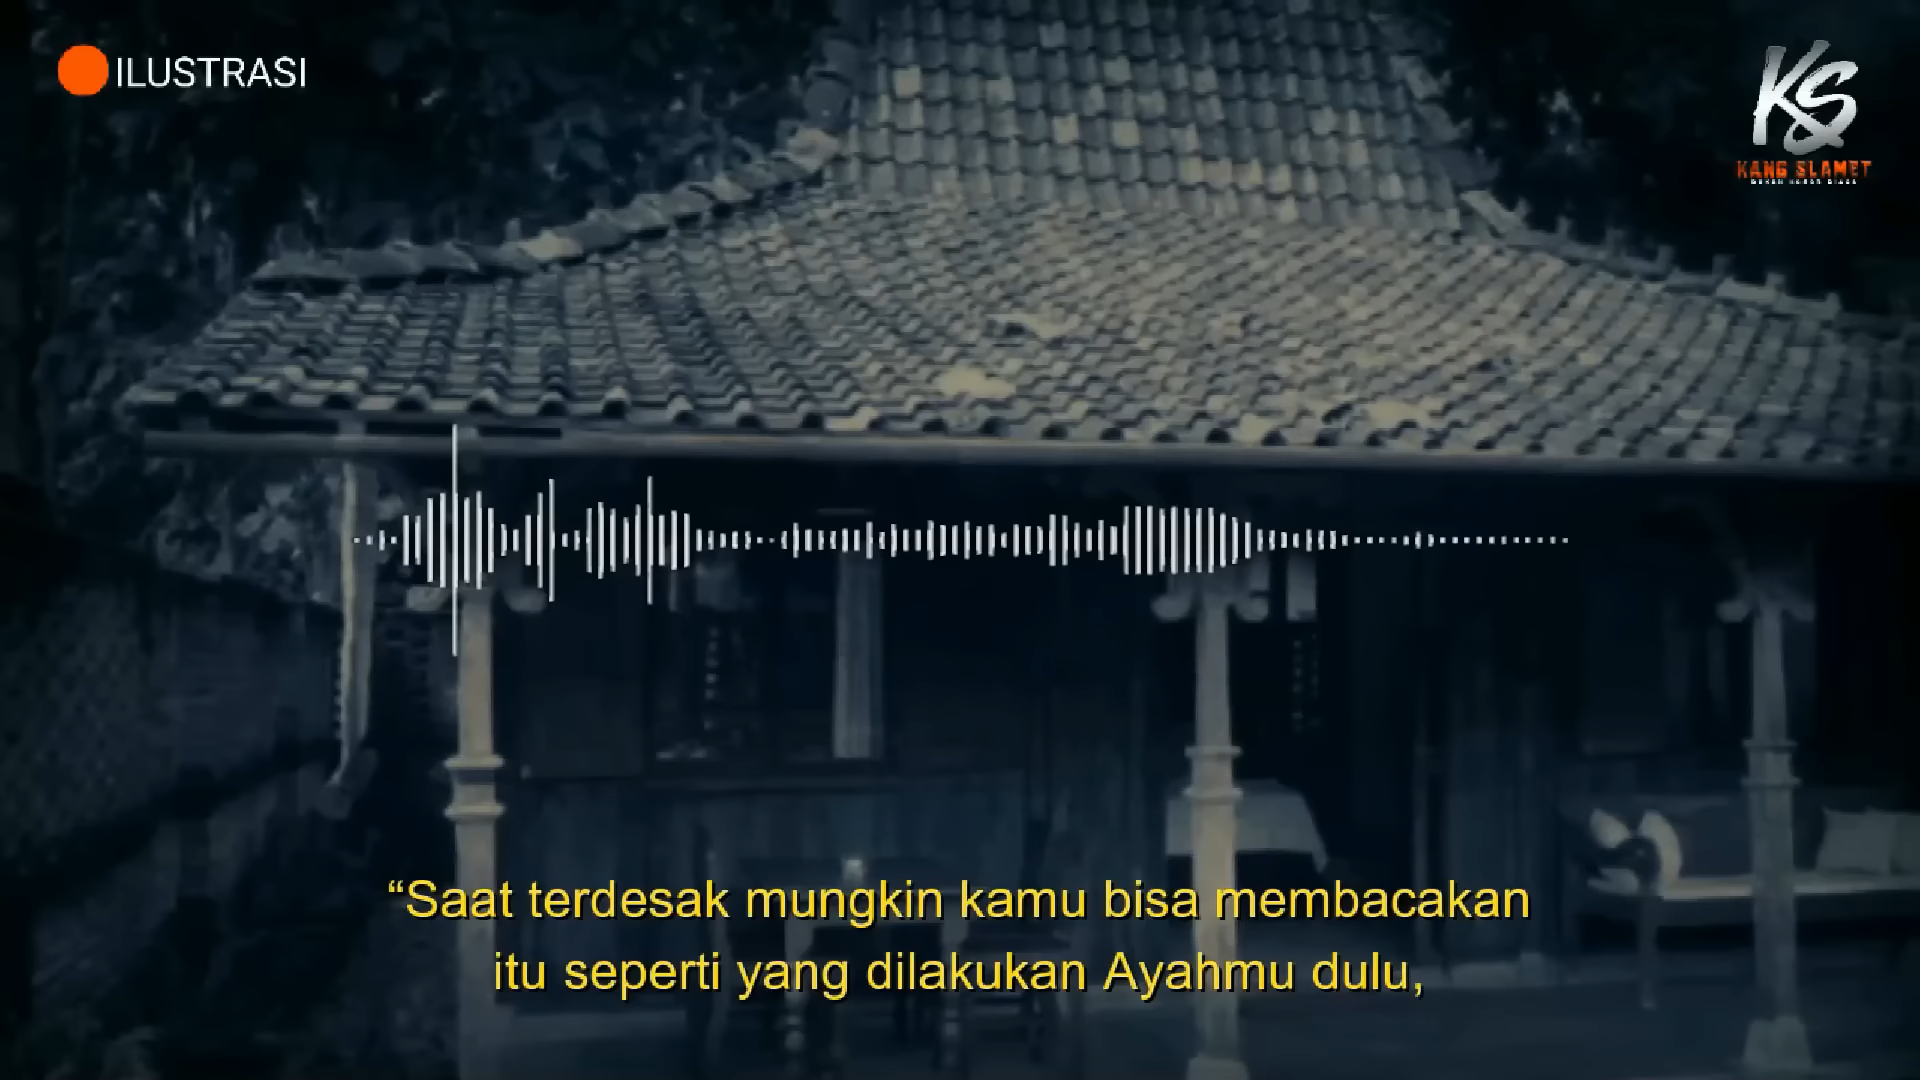 ILUSTRASI
KS
KANG SLAMET
“Saat terdesak mungkin kamu bisa membacakan
itu seperti yang dilakukan Ayahmu dulu,